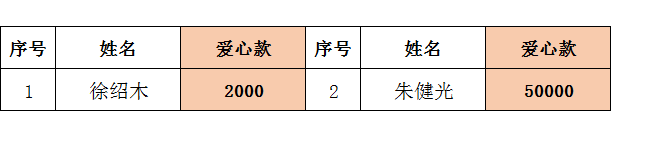 序号 姓名 爱心款 序号 姓名 爱心款
1 徐绍木 2000 2 朱健光 50000